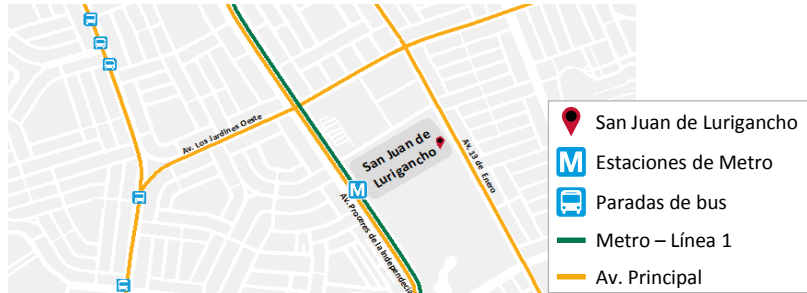 Av. Los Jardines Oeste
San Juan de
Lurigancho
Av. 13 de Enero
M
Av. Proceres de la Independecia
San Juan de Lurigancho
M
Estaciones de Metro
Paradas de bus
Metro – Línea 1
Av. Principal